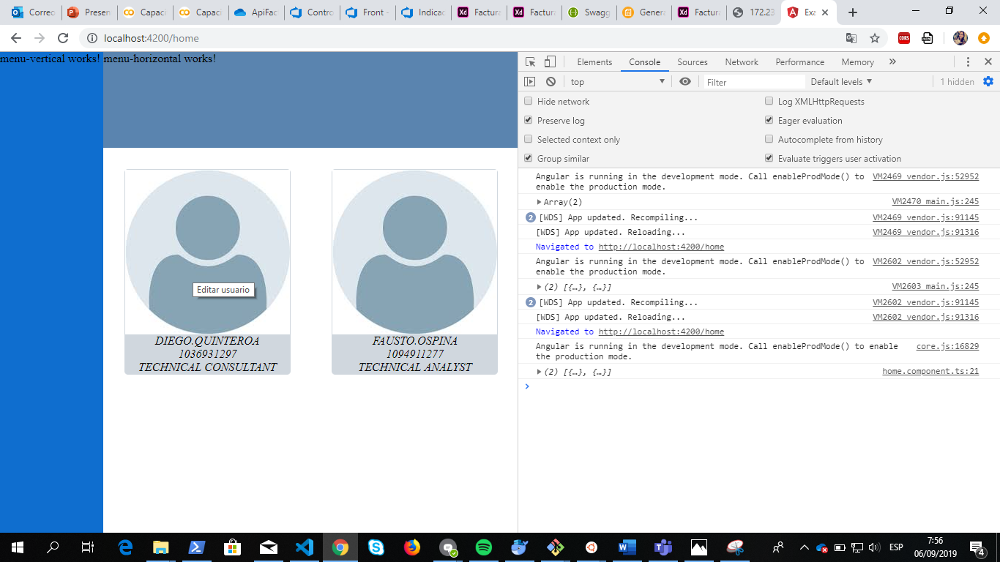 Correo
Presen
Capaci
Capaci
ApiFac
Contro
Front -
Indicac
Xd Factura
Xd Factura
Swagg
Genera
Xd Factura
172.23
Exa
localhost:4200/home
CORS
menu-vertical works! menu-horizontal works!
Editar usuario
DIEGO.QUINTEROA
1036931297
TECHNICAL CONSULTANT
FAUSTO.OSPINA
1094911277
TECHNICAL ANALYST
Elements Console Sources Network Performance Memory »
top Filter Default levels 1 hidden
Hide network Log XMLHttpRequests
Preserve log Eager evaluation
Selected context only Autocomplete from history
Group similar Evaluate triggers user activation
Angular is running in the development mode. Call enableProdMode() to VM2469 vendor.js:52952
enable the production mode.
Array(2) VM2470 main.js:245
2 [WDS] App updated. Recompiling... VM2469 vendor.js:91145
[WDS] App updated. Reloading... VM2469 vendor.js:91316
Navigated to http://localhost:4200/home
Angular is running in the development mode. Call enableProdMode() to VM2602 vendor.js:52952
enable the production mode.
(2) [{…}, {…}] VM2603 main.js:245
2 [WDS] App updated. Recompiling... VM2602 vendor.js:91145
[WDS] App updated. Reloading... VM2602 vendor.js:91316
Navigated to http://localhost:4200/home
Angular is running in the development mode. Call enableProdMode() to enable core.js:16829
the production mode.
(2) [{…}, {…}] home.component.ts:21
ESP
7:56
06/09/2019
4